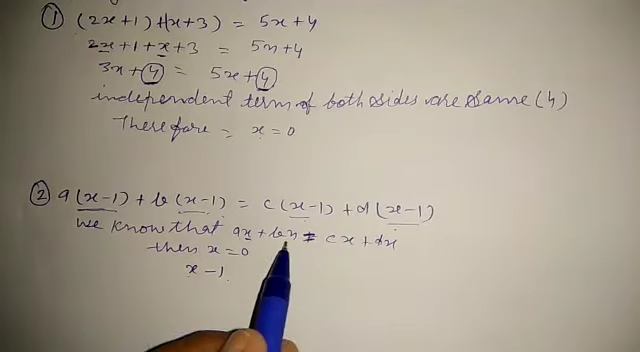 ① (2x+1)+(x+3) = 5x+4
2x+1+x+3 = 5x+4
3x+4 = 5x+4
independent term of both sides are same (4)
Therefore = x=0
② a(x-1)+b(x-1) = c(x-1)+d(x-1)
We know that ax+bx = cx+dx
then x=0
x-1